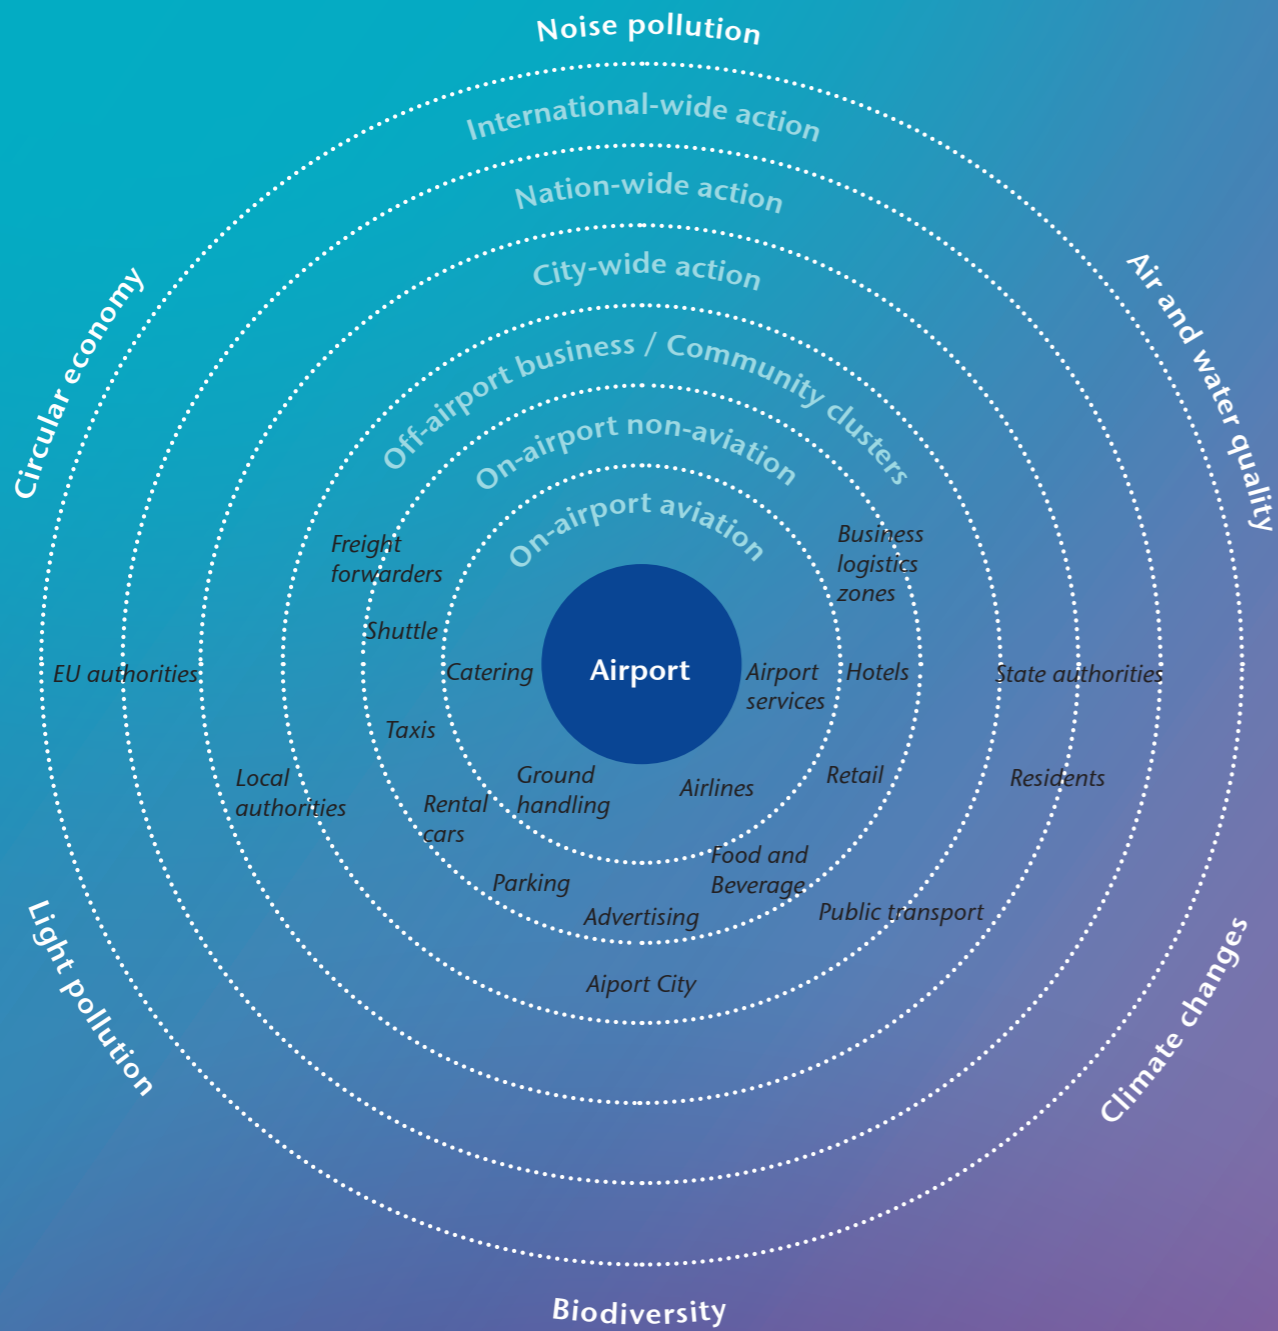 Noise pollution
International-wide action
Nation-wide action
City-wide action
Off-airport business / Community clusters
On-airport non-aviation
On-airport aviation
Circular economy
Air and water quality
Freight
forwarders
Business
logistics
zones
Shuttle
EU authorities
Catering
Airport
Airport
services
Hotels
State authorities
Taxis
Local
authorities
Rental
cars
Ground
handling
Airlines
Retail
Residents
Parking
Food and
Beverage
Advertising
Public transport
Aiport City
Light pollution
Climate changes
Biodiversity